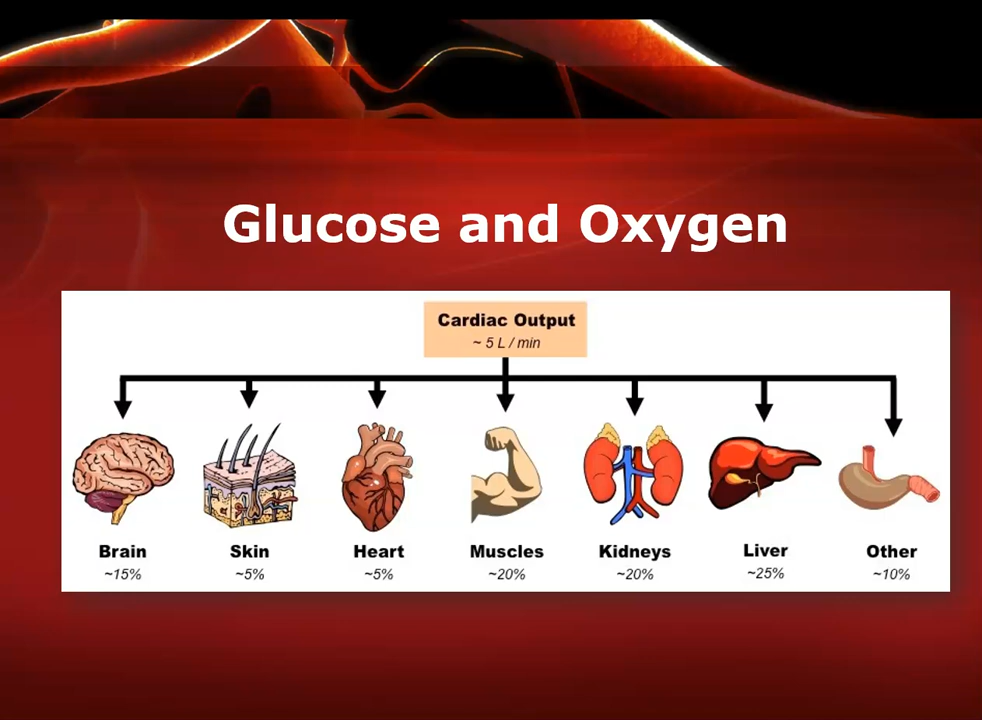 Glucose and Oxygen
Cardiac Output
~ 5 L / min
Brain Skin Heart Muscles Kidneys Liver Other
~15% ~5% ~5% ~20% ~20% ~25% ~10%